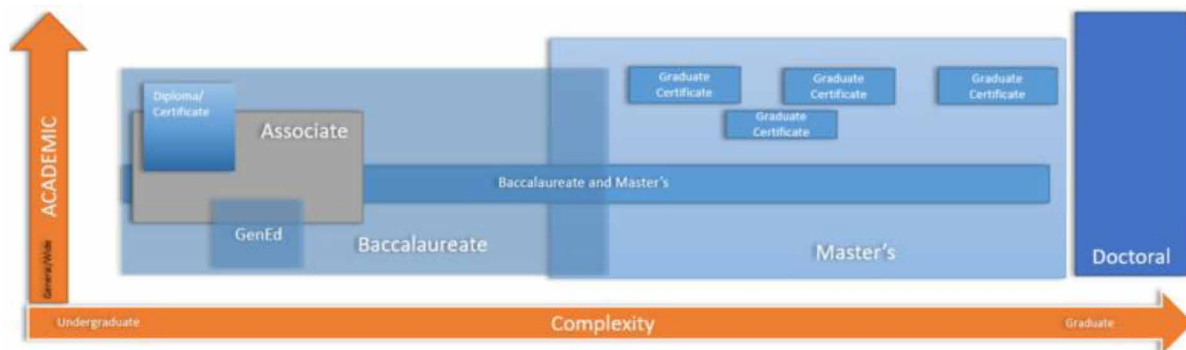 ACADEMIC
General/Wide
Diploma/
Certificate
Associate
GenEd
Baccalaureate
Baccalaureate and Master's
Graduate
Certificate
Graduate
Certificate
Graduate
Certificate
Graduate
Certificate
Master's
Doctoral
Undergraduate
Complexity
Graduate